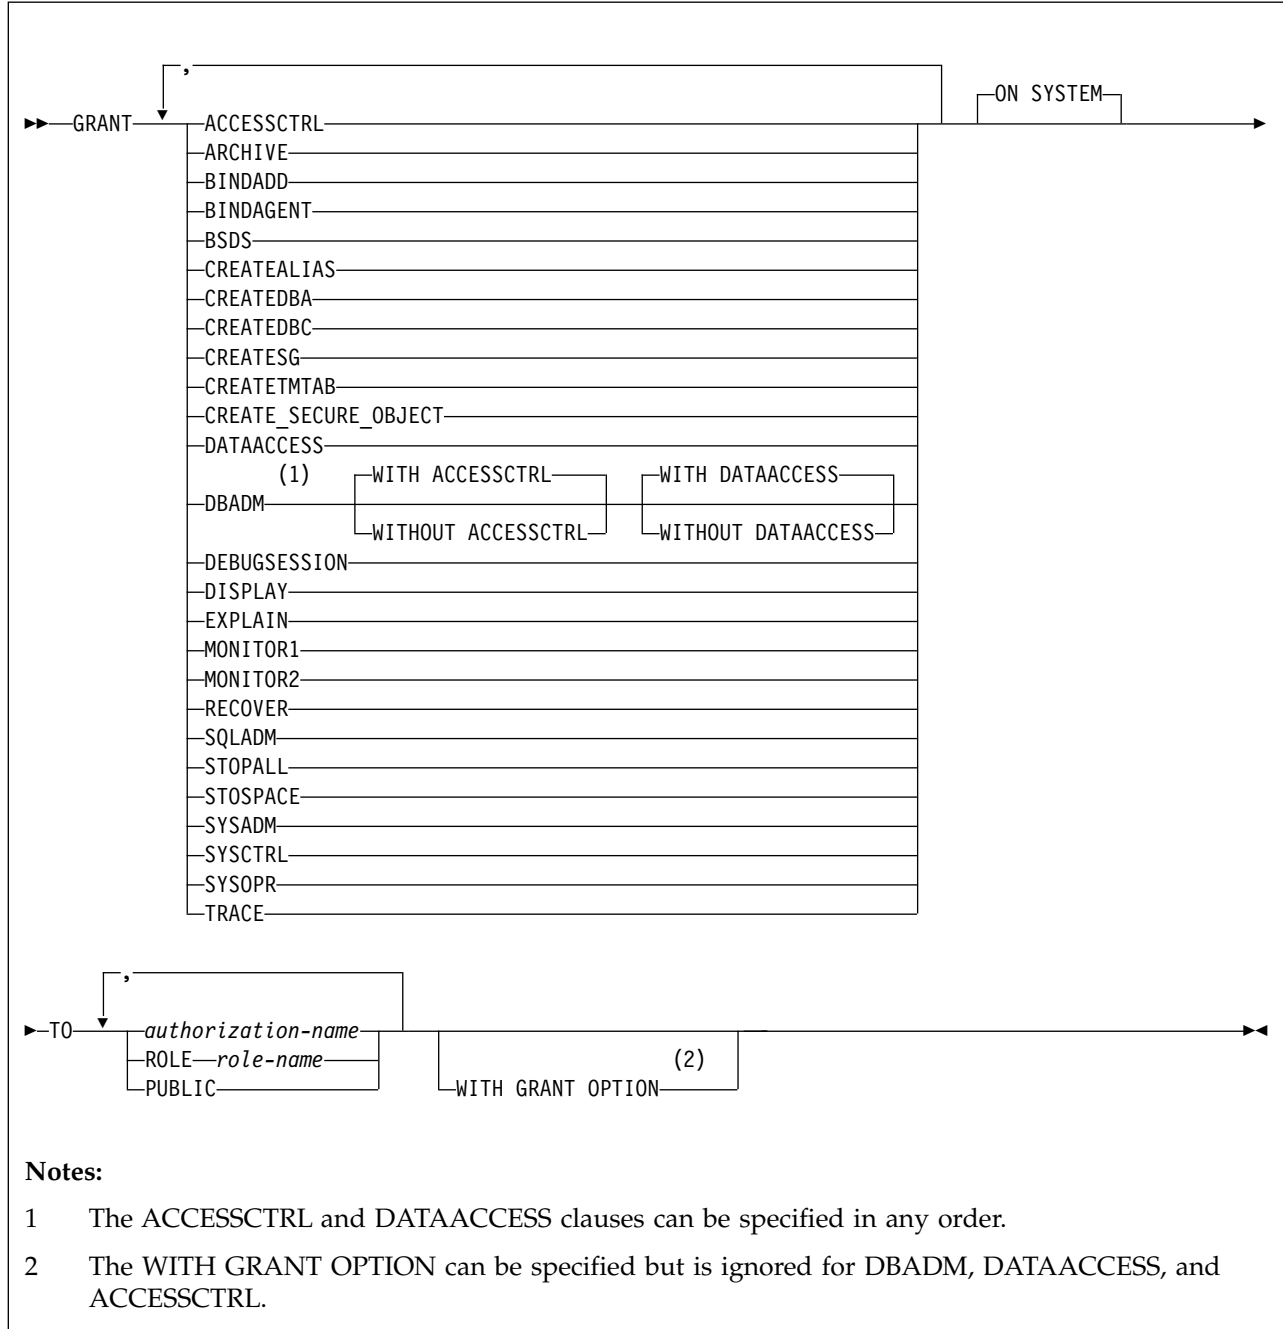 ,
ON SYSTEM
GRANT ACCESSCTRL
ARCHIVE
BINDADD
BINDAGENT
BSDS
CREATEALIAS
CREATEDBA
CREATEDBC
CREATESG
CREATETMTAB
CREATE_SECURE_OBJECT
DATAACCESS
(1) WITH ACCESSCTRL WITH DATAACCESS
DBADM
WITHOUT ACCESSCTRL WITHOUT DATAACCESS
DEBUGSESSION
DISPLAY
EXPLAIN
MONITOR1
MONITOR2
RECOVER
SQLADM
STOPALL
STOSPACE
SYSADM
SYSCTRL
SYSOPR
TRACE
,
TO authorization-name
ROLE role-name (2)
PUBLIC WITH GRANT OPTION
Notes:
1 The ACCESSCTRL and DATAACCESS clauses can be specified in any order.
2 The WITH GRANT OPTION can be specified but is ignored for DBADM, DATAACCESS, and
ACCESSCTRL.